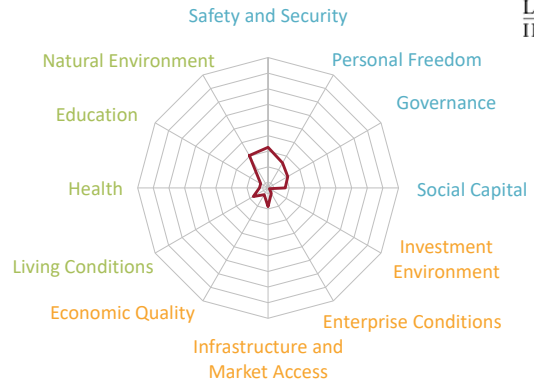 Safety and Security
Natural Environment
Personal Freedom
Education
Governance
Health
Social Capital
Living Conditions
Investment
Environment
Economic Quality
Enterprise Conditions
Infrastructure and
Market Access